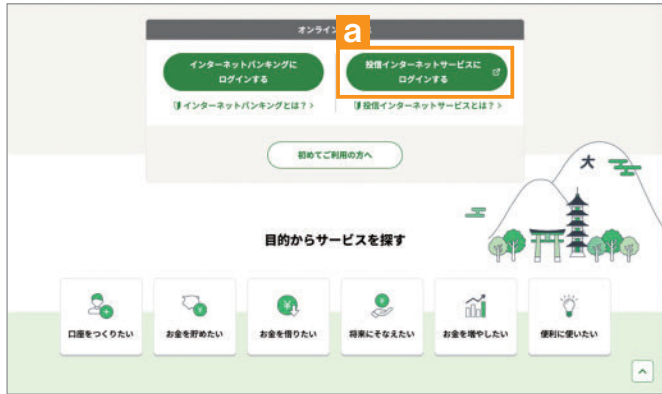 オンライン
a
インターネットバンキングに
ログインする
投信インターネットサービスに
ログインする
インターネットバンキングとは？ >
投信インターネットサービスとは？ >
初めてご利用の方へ
大
目的からサービスを探す
口座をつくりたい
お金を貯めたい
お金を借りたい
将来にそなえたい
お金を増やしたい
便利に使いたい